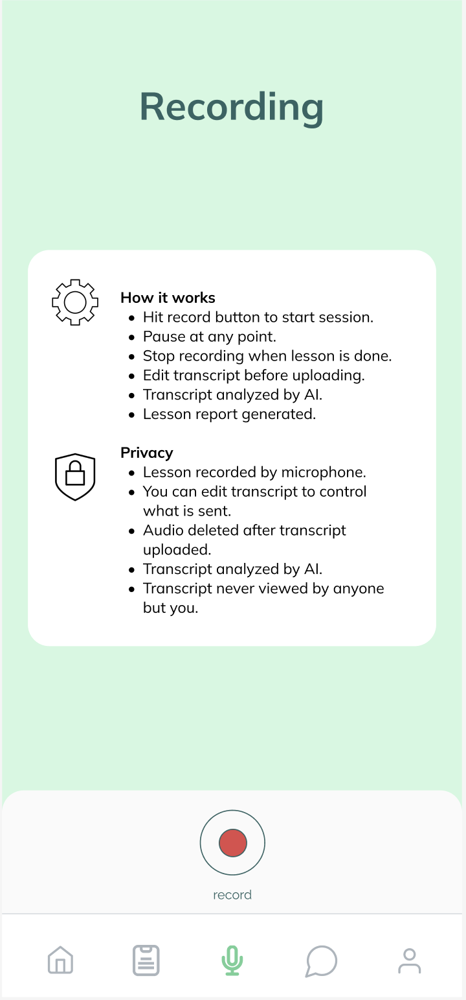 Recording
How it works
• Hit record button to start session.
• Pause at any point.
• Stop recording when lesson is done.
• Edit transcript before uploading.
• Transcript analyzed by AI.
• Lesson report generated.
Privacy
• Lesson recorded by microphone.
• You can edit transcript to control
what is sent.
• Audio deleted after transcript
uploaded.
• Transcript analyzed by AI.
• Transcript never viewed by anyone
but you.
record